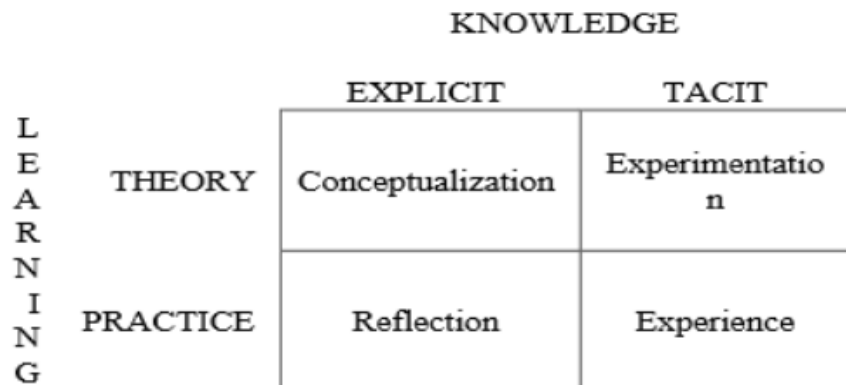 KNOWLEDGE
EXPLICIT TACIT
L
E
A
R
N
I
N
G
THEORY Conceptualization Experimentatio
n
PRACTICE Reflection Experience